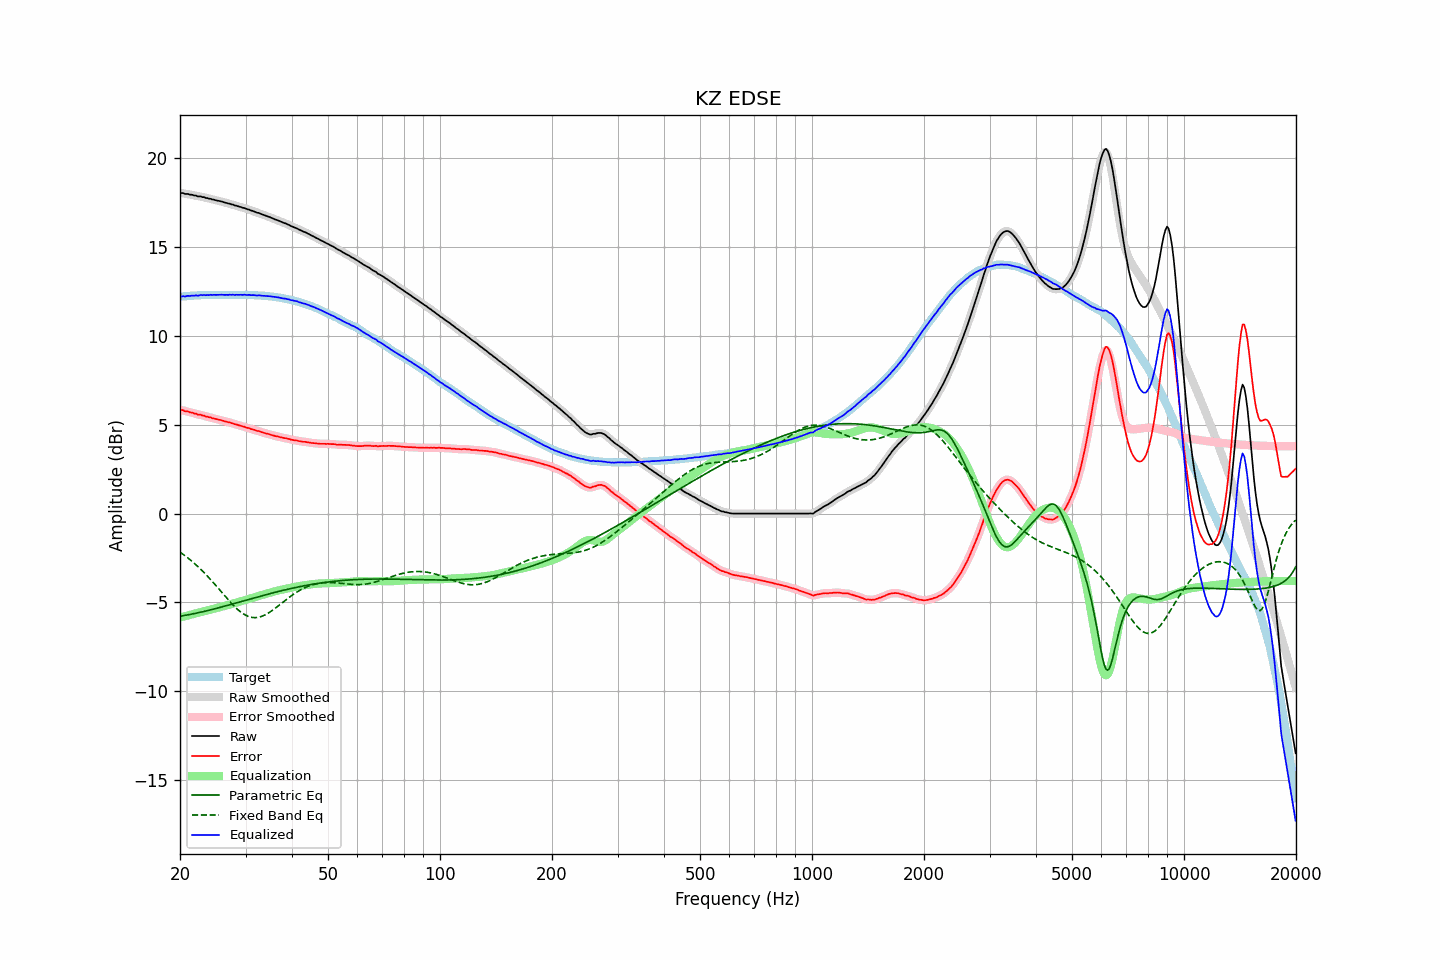 KZ EDSE
Amplitude (dBr)
20
15
10
5
0
−5
−10
−15
Target
Raw Smoothed
Error Smoothed
Raw
Error
Equalization
Parametric Eq
Fixed Band Eq
Equalized
20 50 100 200 500 1000 2000 5000 10000 20000
Frequency (Hz)